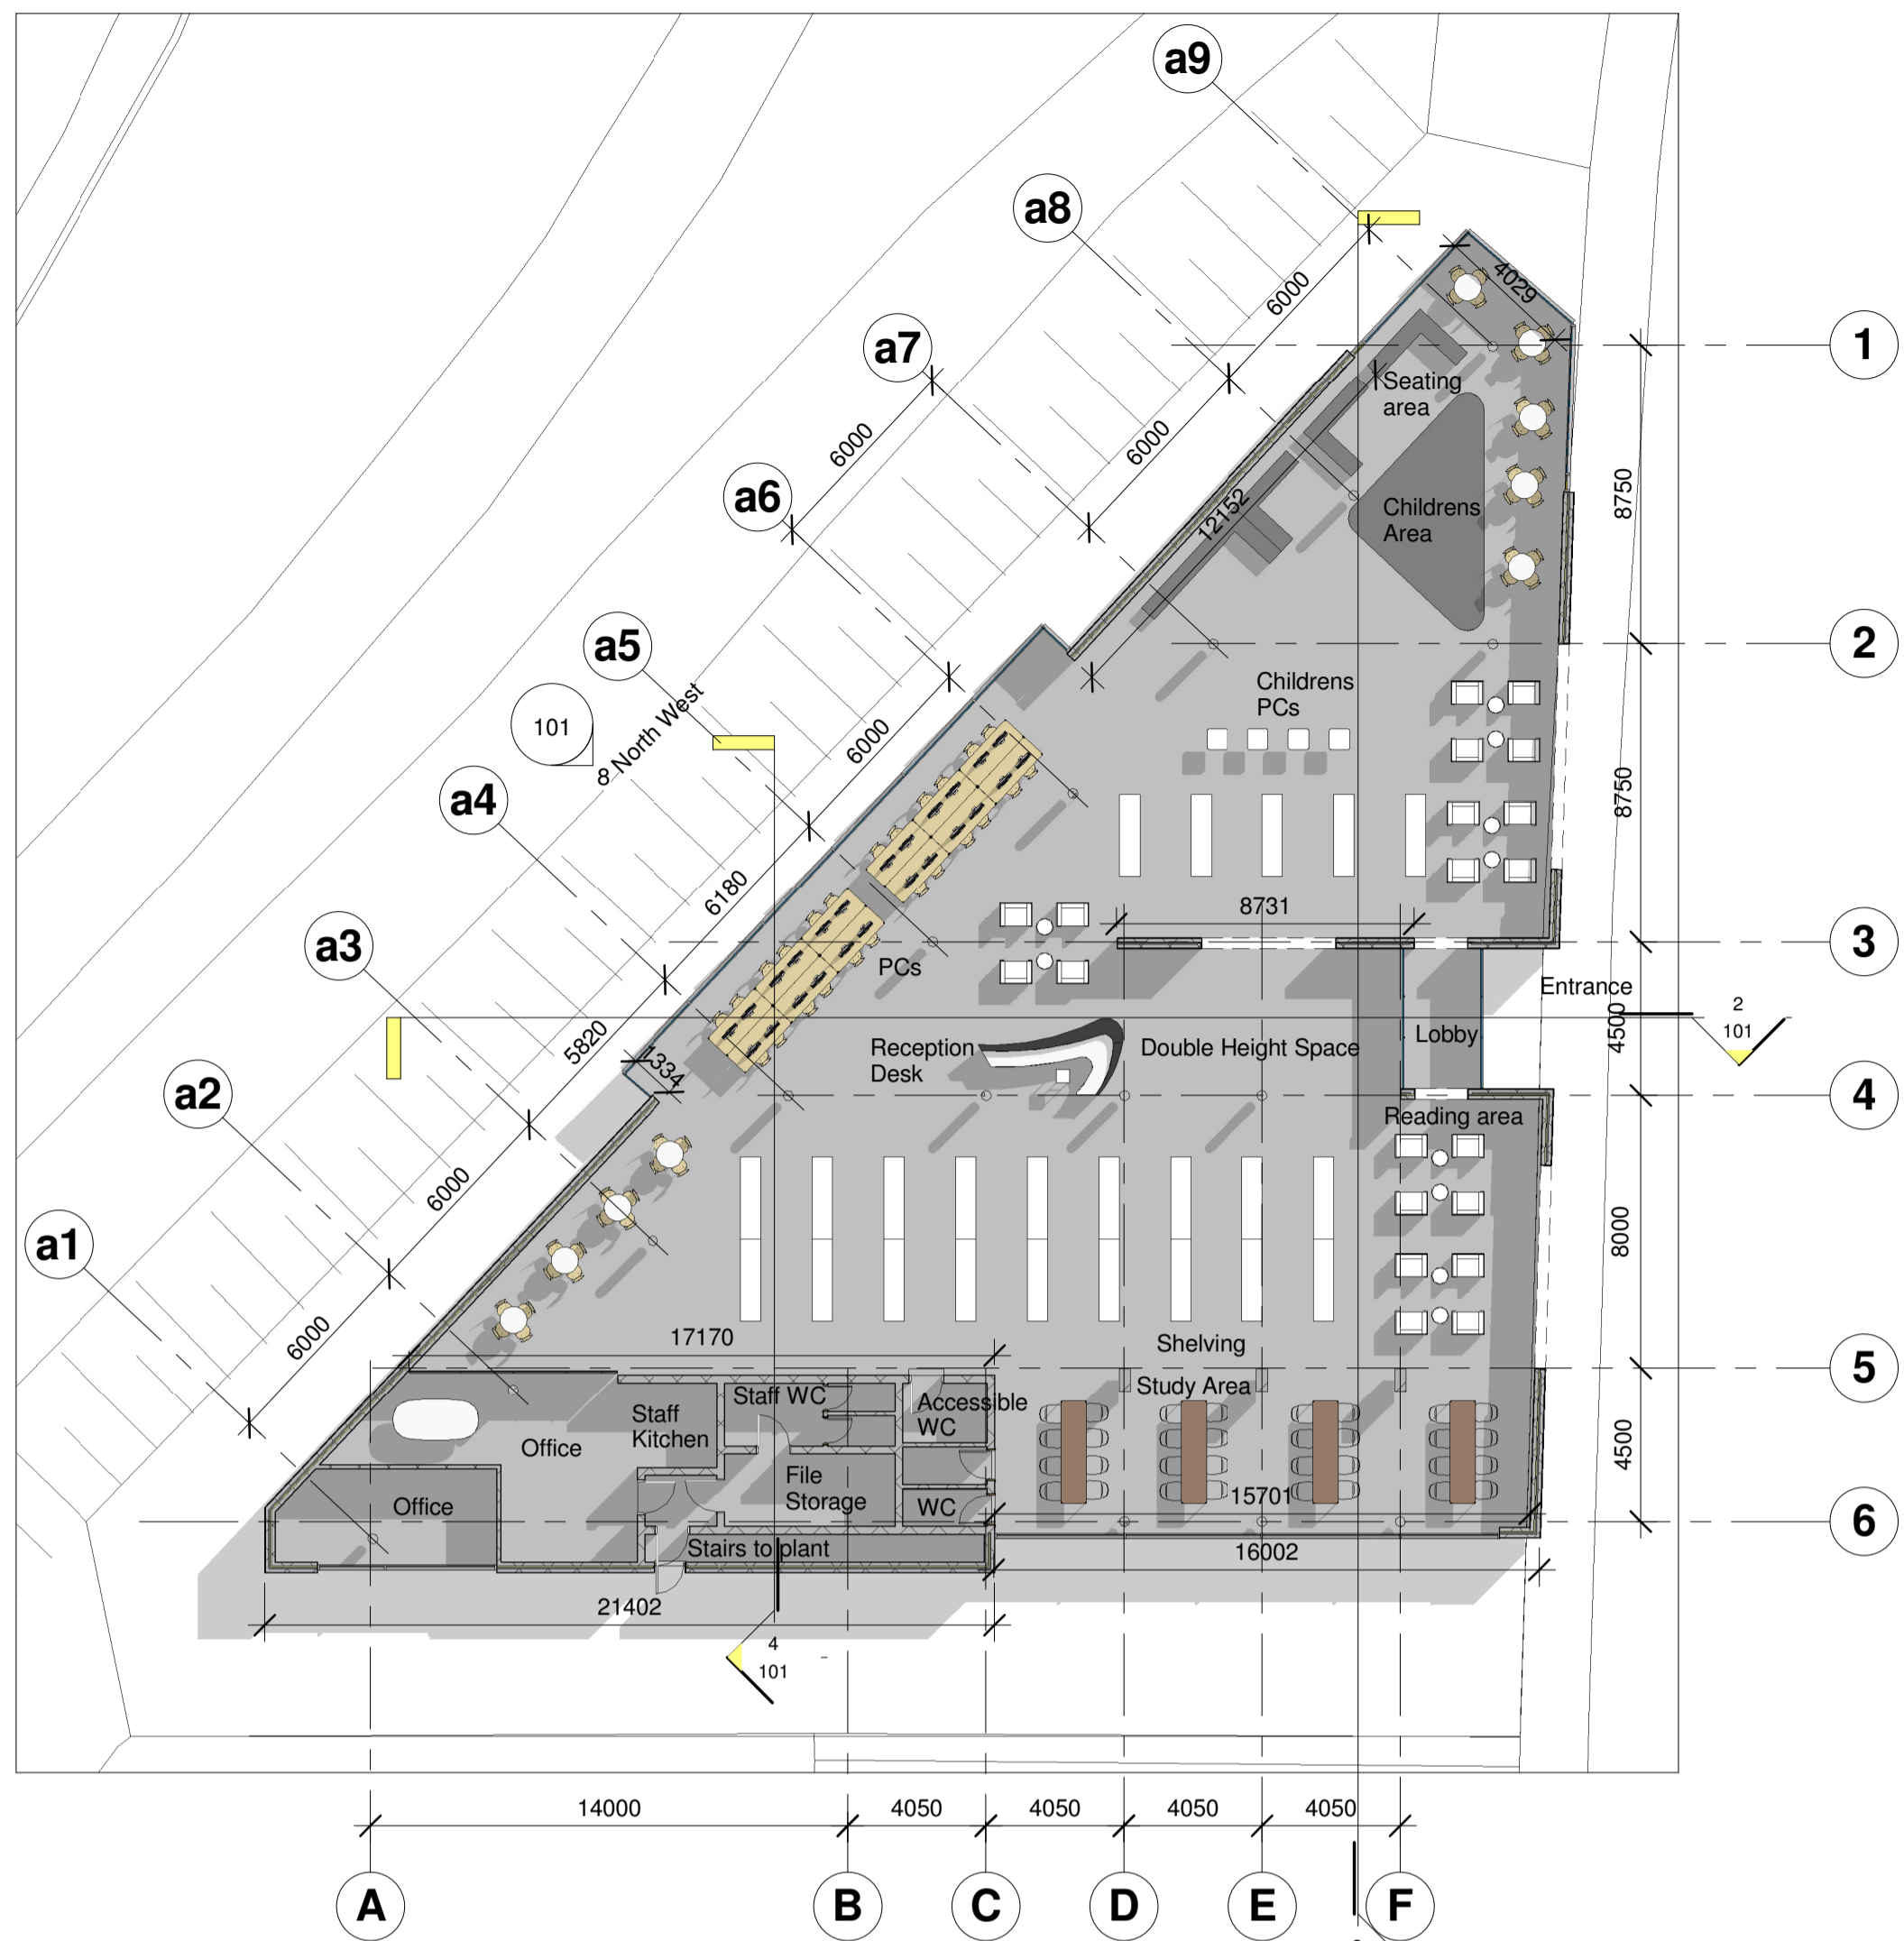 a9
a8
a7
a6
a5
a4
a3
a2
a1
6000
6000
6000
6000
6180
5820
6000
6000
101
8 North West
4029
12152
1334
1
2
3
4
5
6
8750
8750
4500
8000
4500
Seating
area
Childrens
Area
Childrens
PCs
8731
PCs
Entrance
Lobby
2
101
Reception
Desk
Double Height Space
Reading area
17170
Shelving
Study Area
Staff WC
Accessible
WC
Staff
Kitchen
Office
File
Storage
Office
WC
15701
Stairs to plant
16002
21402
4
101
14000
4050
4050
4050
4050
A
B
C
D
E
F